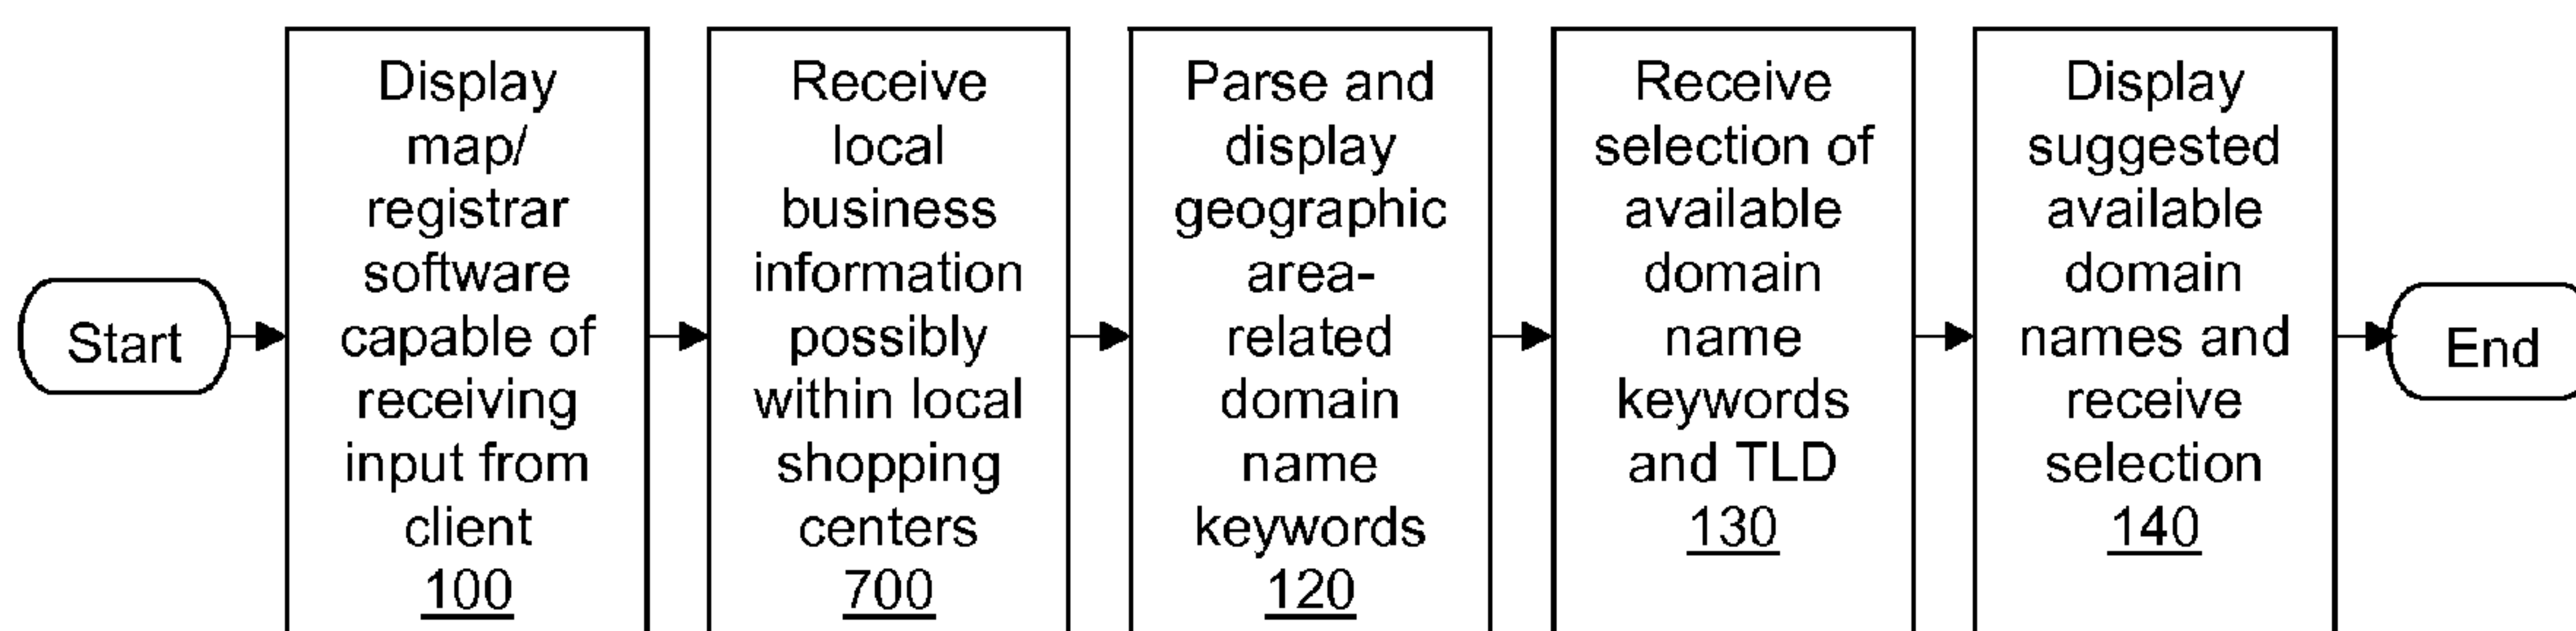 Start
Display
map/
registrar
software
capable of
receiving
input from
client
100
Receive
local
business
information
possibly
within local
shopping
centers
700
Parse and
display
geographic
area-
related
domain
name
keywords
120
Receive
selection of
available
domain
name
keywords
and TLD
130
Display
suggested
available
domain
names and
receive
selection
140
End